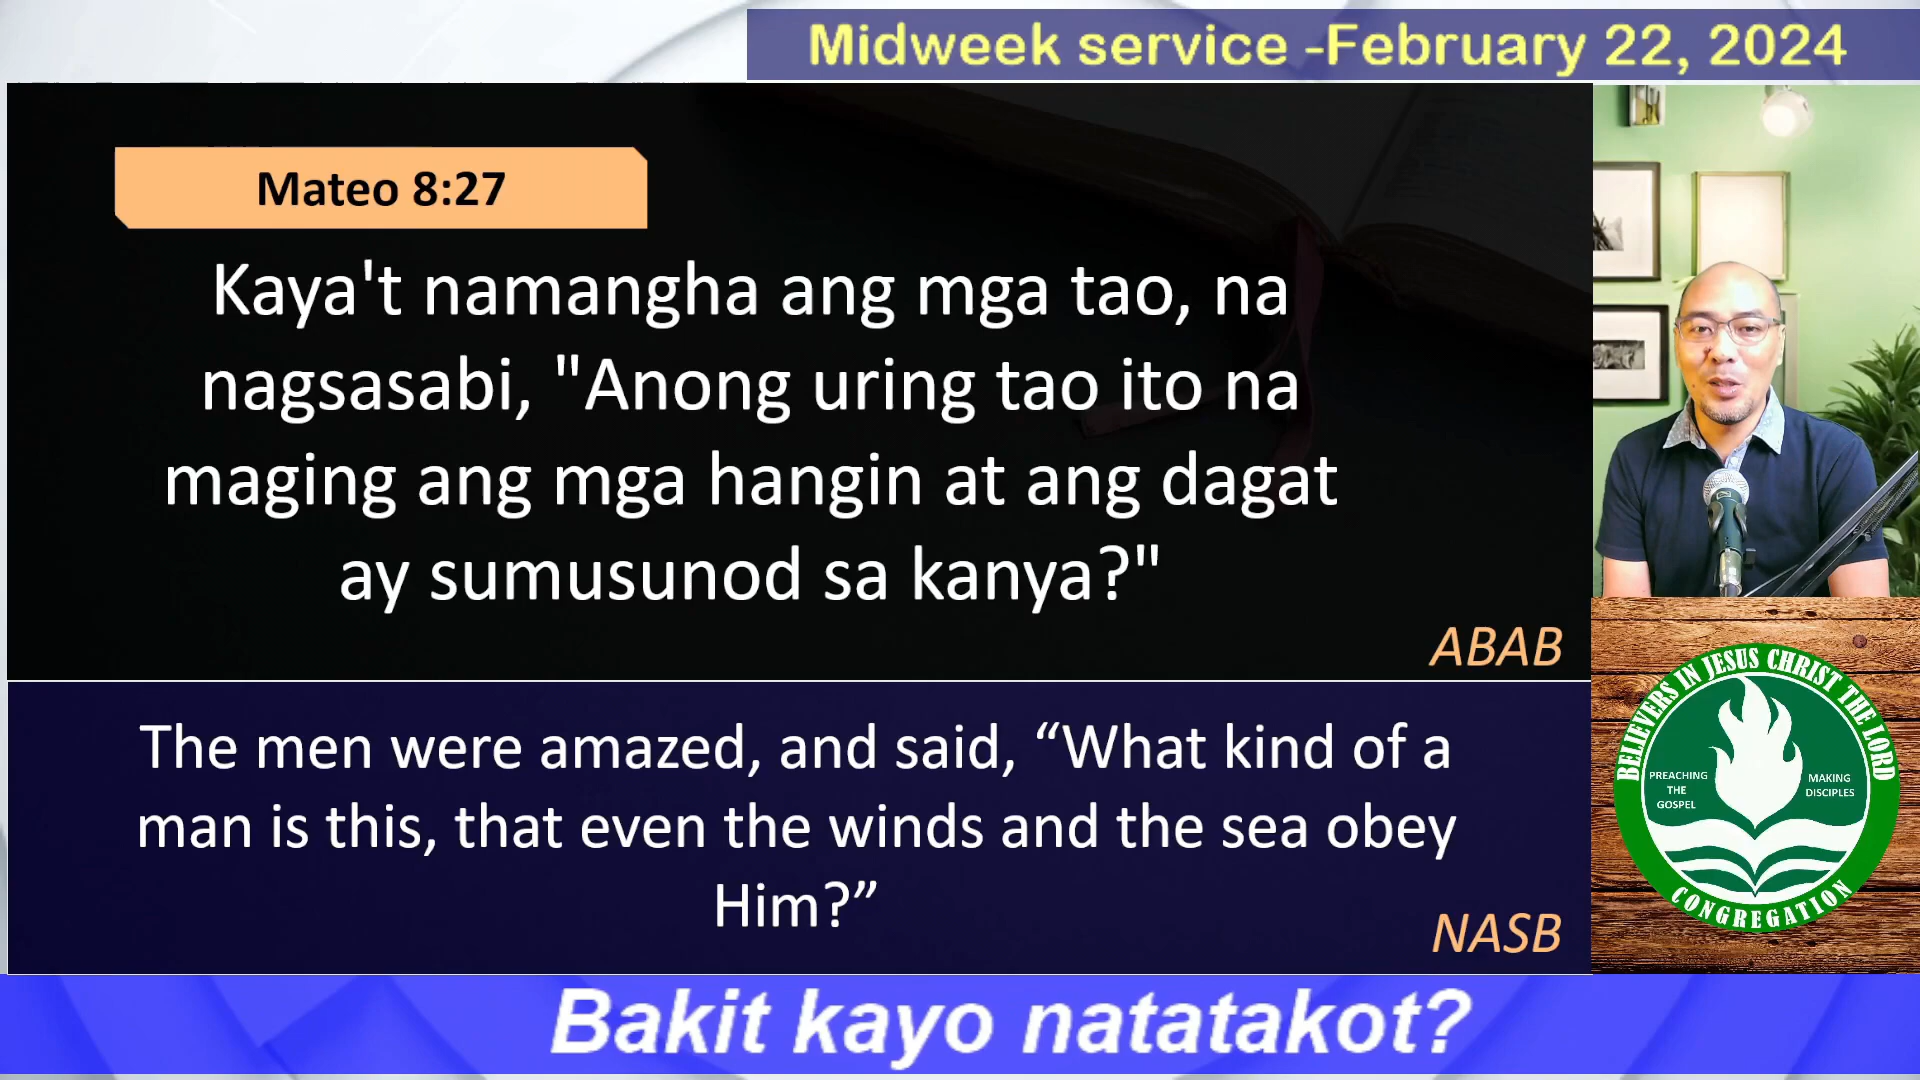 Midweek service -February 22, 2024
Mateo 8:27
Kaya't namangha ang mga tao, na
nagsasabi, "Anong uring tao ito na
maging ang mga hangin at ang dagat
ay sumusunod sa kanya?"
ABAB
The men were amazed, and said, “What kind of a
man is this, that even the winds and the sea obey
Him?”
NASB
BELIEVERS IN JESUS CHRIST THE LORD
PREACHING
THE
GOSPEL
MAKING
DISCIPLES
CONGREGATION
Bakit kayo natatakot?